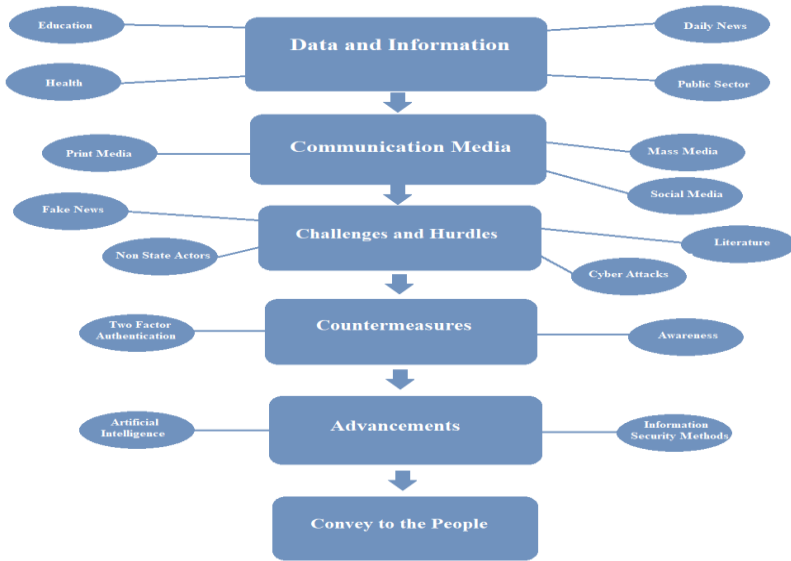 Education
Daily News
Data and Information
Health
Public Sector
Print Media
Communication Media
Mass Media
Social Media
Fake News
Challenges and Hurdles
Literature
Non State Actors
Cyber Attacks
Two Factor
Authentication
Countermeasures
Awareness
Artificial
Intelligence
Advancements
Information
Security Methods
Convey to the People